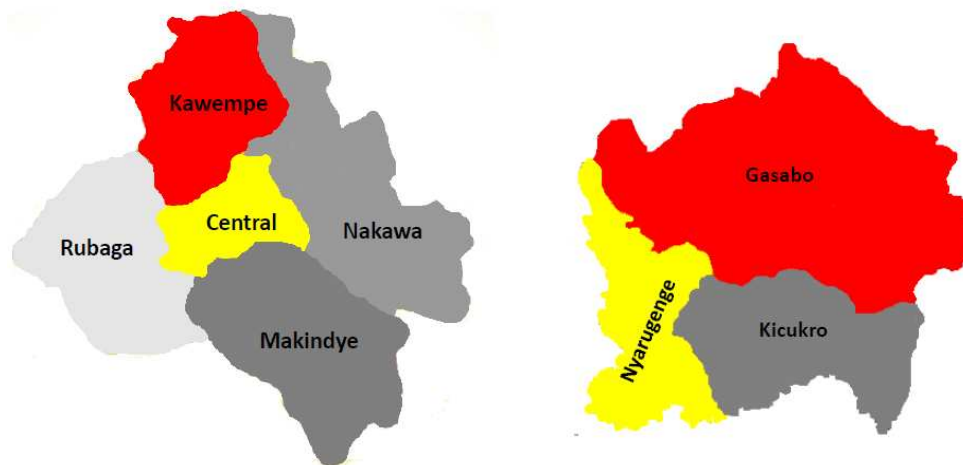 Kawempe
Central
Rubaga
Nakawa
Makindye
Gasabo
Nyarugenge
Kicukro